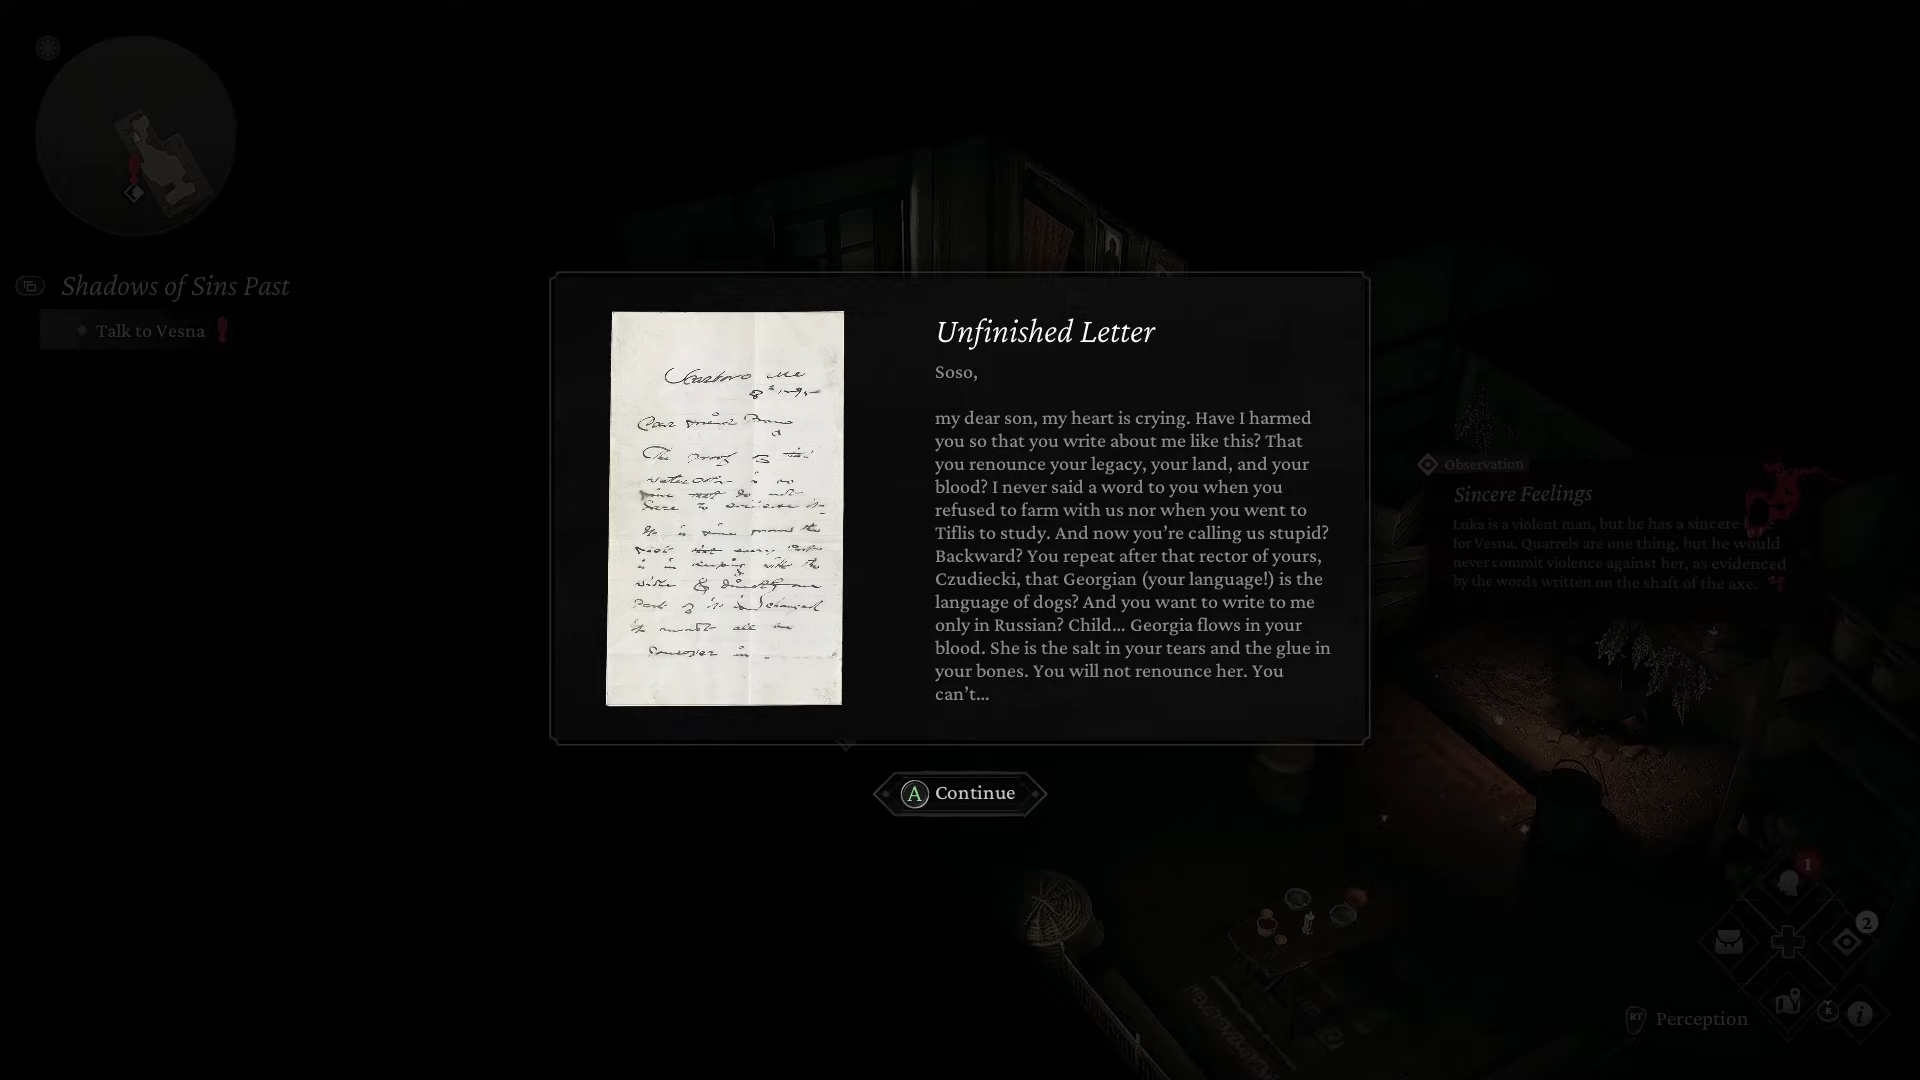 Shadows of Sins Past
Talk to Vesna
Unfinished Letter
Soso,
my dear son, my heart is crying. Have I harmed
you so that you write about me like this? That
you renounce your legacy, your land, and your
blood? I never said a word to you when you
refused to farm with us nor when you went to
Tiflis to study. And now you're calling us stupid?
Backward? You repeat after that rector of yours,
Czudiecki, that Georgian (your language!) is the
language of dogs? And you want to write to me
only in Russian? Child... Georgia flows in your
blood. She is the salt in your tears and the glue in
your bones. You will not renounce her. You
can't...
A Continue
Observation
Sincere Feelings
Luka is a violent man, but he has a sincere
for Vesna. Quarrels are one thing, but he would
never commit violence against her, as evidenced
by the words written on the shaft of the axe.
1
2
R
RT Perception